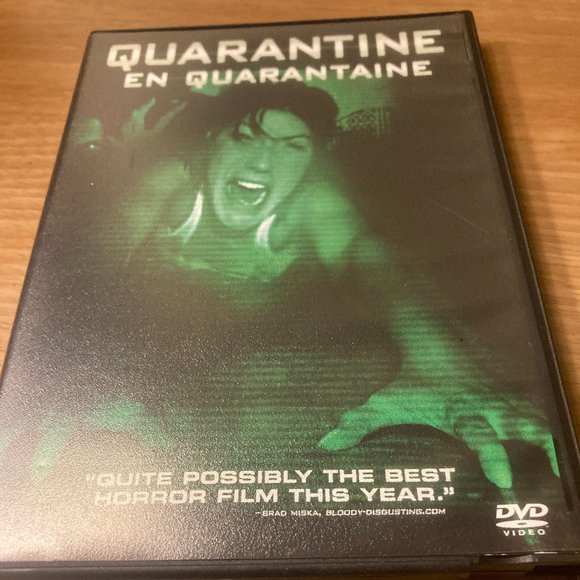 QUARANTINE
EN QUARANTAINE
"QUITE POSSIBLY THE BEST
HORROR FILM THIS YEAR."
–BRAD MISKA, BLOODY-DISGUSTING.COM
DVD
VIDEO